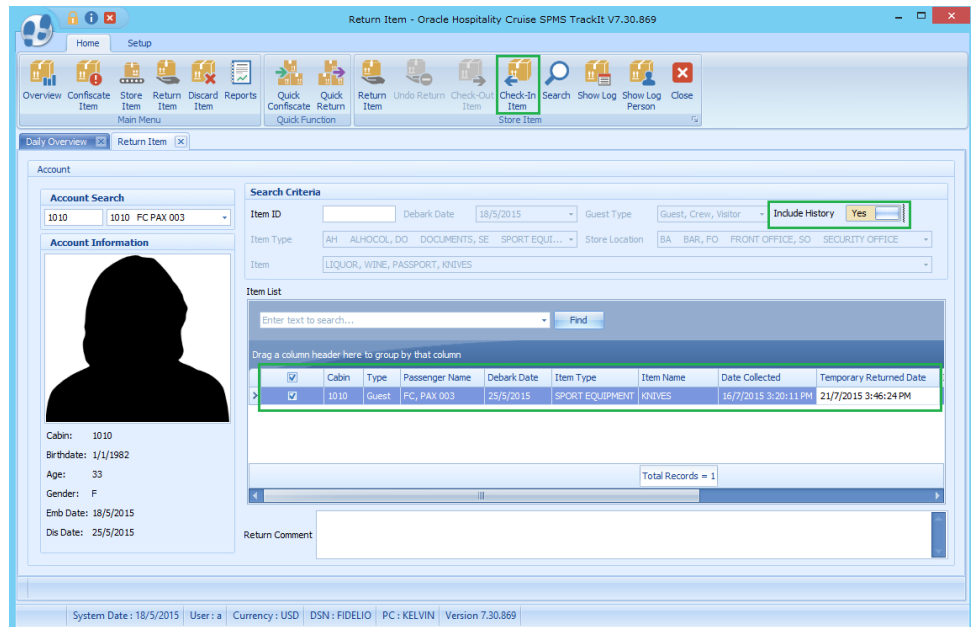 Return Item - Oracle Hospitality Cruise SPMS TrackIt V7.30.869
Home Setup
Overview Confiscate Item Store Item Return Item Discard Item Reports Quick Confiscate Quick Return Return Item Undo Return Check-Out Item Check-In Item Search Show Log Show Log Person Close
Main Menu Quick Function Store Item
Daily Overview Return Item
Account
Account Search
1010 1010 FC PAX 003
Account Information
Cabin: 1010
Birthdate: 1/1/1982
Age: 33
Gender: F
Emb Date: 18/5/2015
Dis Date: 25/5/2015
Search Criteria
Item ID Debark Date 18/5/2015 Guest Type Guest, Crew, Visitor Include History Yes
Item Type AH ALHOCOL, DO DOCUMENTS, SE SPORT EQUI... Store Location BA BAR, FO FRONT OFFICE, SO SECURITY OFFICE
Item LIQUOR, WINE, PASSPORT, KNIVES
Item List
Enter text to search... Find
Drag a column header here to group by that column
Cabin Type Passenger Name Debark Date Item Type Item Name Date Collected Temporary Returned Date
1010 Guest FC, PAX 003 25/5/2015 SPORT EQUIPMENT KNIVES 16/7/2015 3:20:11 PM 21/7/2015 3:46:24 PM
Total Records = 1
Return Comment
System Date : 18/5/2015 User : a Currency : USD DSN : FIDELIO PC : KELVIN Version 7.30.869